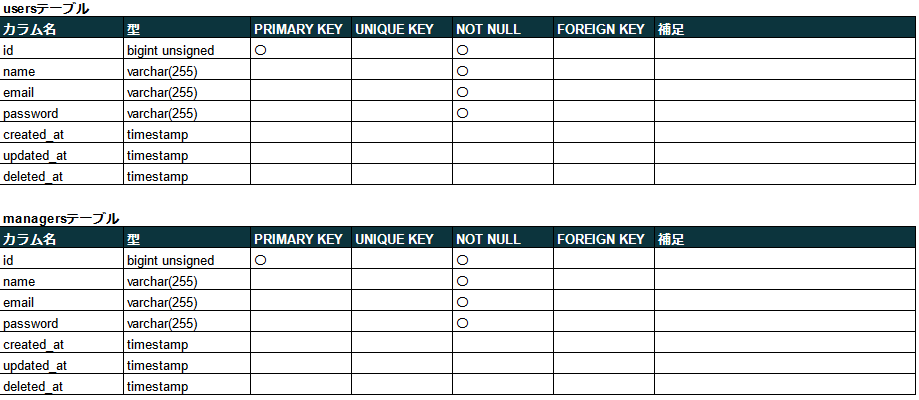 usersテーブル
カラム名 型 PRIMARY KEY UNIQUE KEY NOT NULL FOREIGN KEY 補足
id bigint unsigned 〇 〇
name varchar(255) 〇
email varchar(255) 〇
password varchar(255) 〇
created_at timestamp
updated_at timestamp
deleted_at timestamp
managersテーブル
カラム名 型 PRIMARY KEY UNIQUE KEY NOT NULL FOREIGN KEY 補足
id bigint unsigned 〇 〇
name varchar(255) 〇
email varchar(255) 〇
password varchar(255) 〇
created_at timestamp
updated_at timestamp
deleted_at timestamp